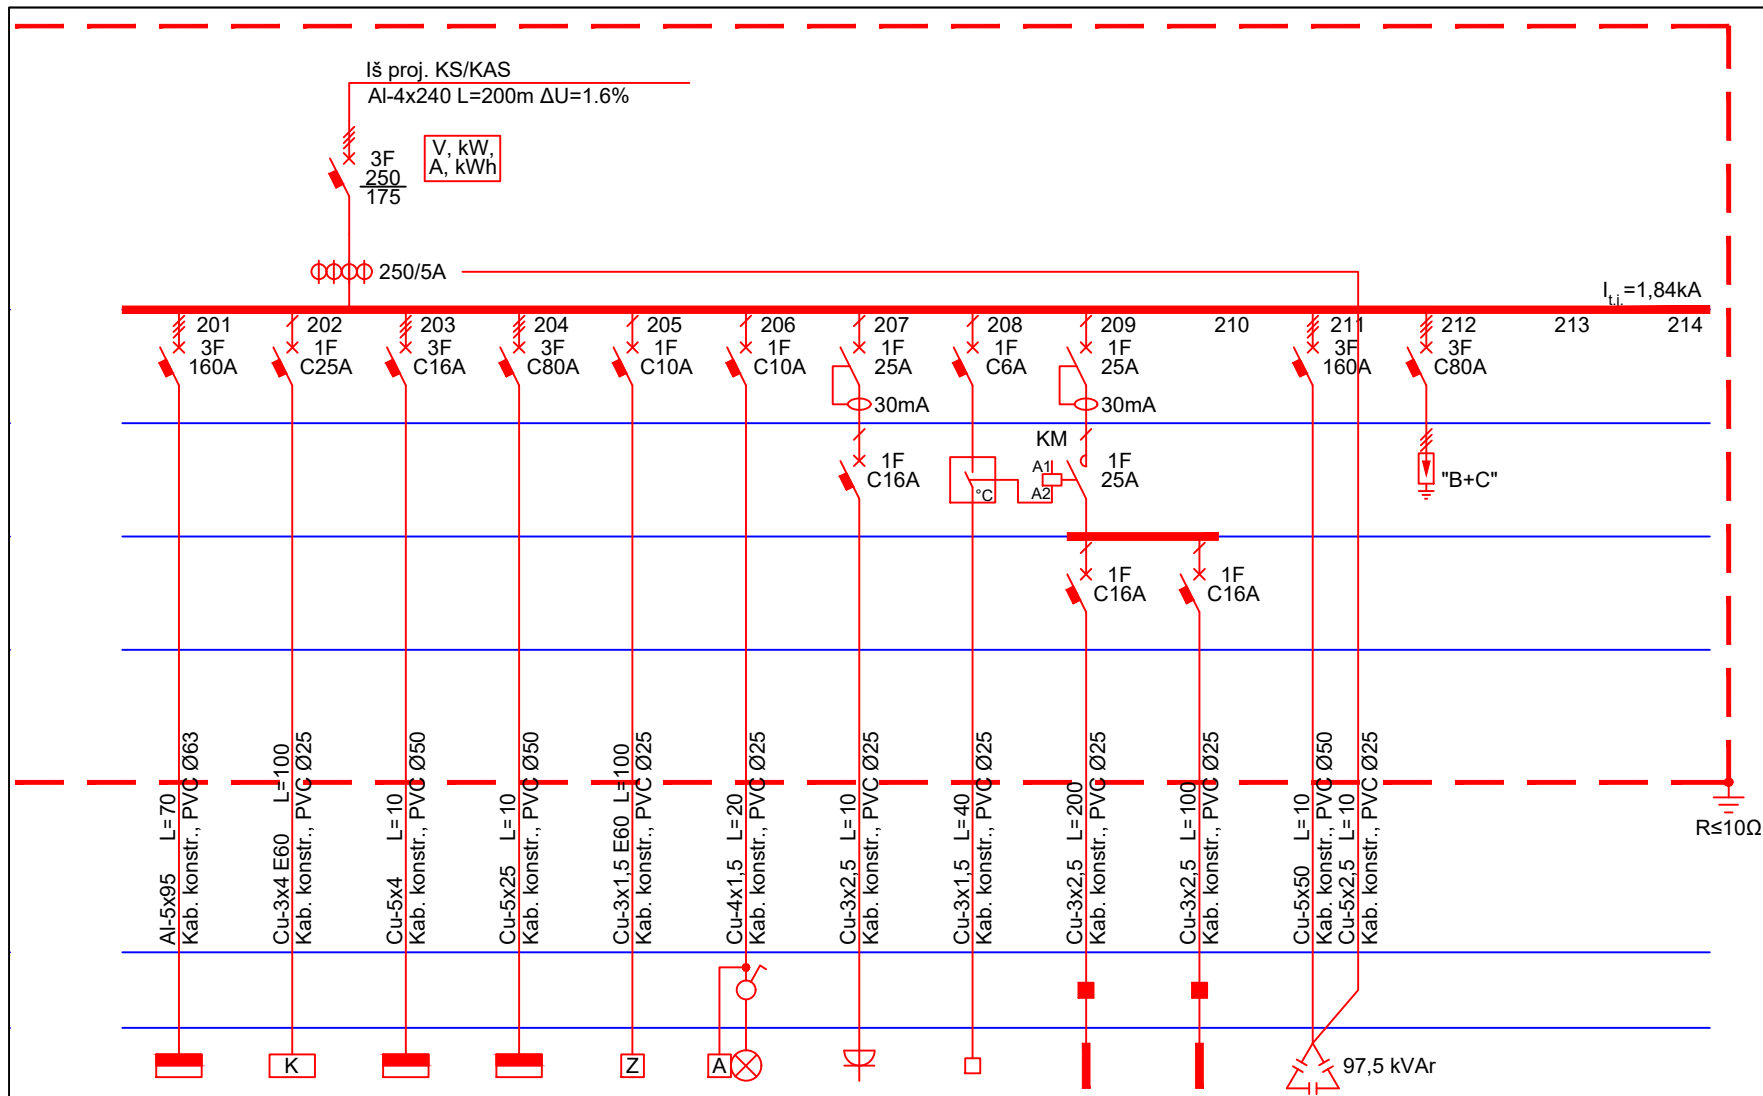 Iš proj. KS/KAS
Al-4x240 L=200m ΔU=1.6%
3F
250
175
V, kW,
A, kWh
250/5A
It.j.=1,84kA
201
3F
160A
202
1F
C25A
203
3F
C16A
204
3F
C80A
205
1F
C10A
206
1F
C10A
207
1F
25A
30mA
208
1F
C6A
209
1F
25A
30mA
210
211
3F
160A
212
3F
C80A
213
214
1F
C16A
°C
KM
A1
A2
1F
25A
"B+C"
1F
C16A
1F
C16A
Al-5x95 L=70
Kab. konstr., PVC Ø63
Cu-3x4 E60 L=100
Kab. konstr., PVC Ø25
Cu-5x4 L=10
Kab. konstr., PVC Ø50
Cu-5x25 L=10
Kab. konstr., PVC Ø50
Cu-3x1,5 E60 L=100
Kab. konstr., PVC Ø25
Cu-4x1,5 L=20
Kab. konstr., PVC Ø25
Cu-3x2,5 L=10
Kab. konstr., PVC Ø25
Cu-3x1,5 L=40
Kab. konstr., PVC Ø25
Cu-3x2,5 L=200
Kab. konstr., PVC Ø25
Cu-3x2,5 L=100
Kab. konstr., PVC Ø25
Cu-5x50 L=10
Kab. konstr., PVC Ø50
Cu-5x2,5 L=10
Kab. konstr., PVC Ø25
R≤10Ω
K
Z
A
97,5 kVAr